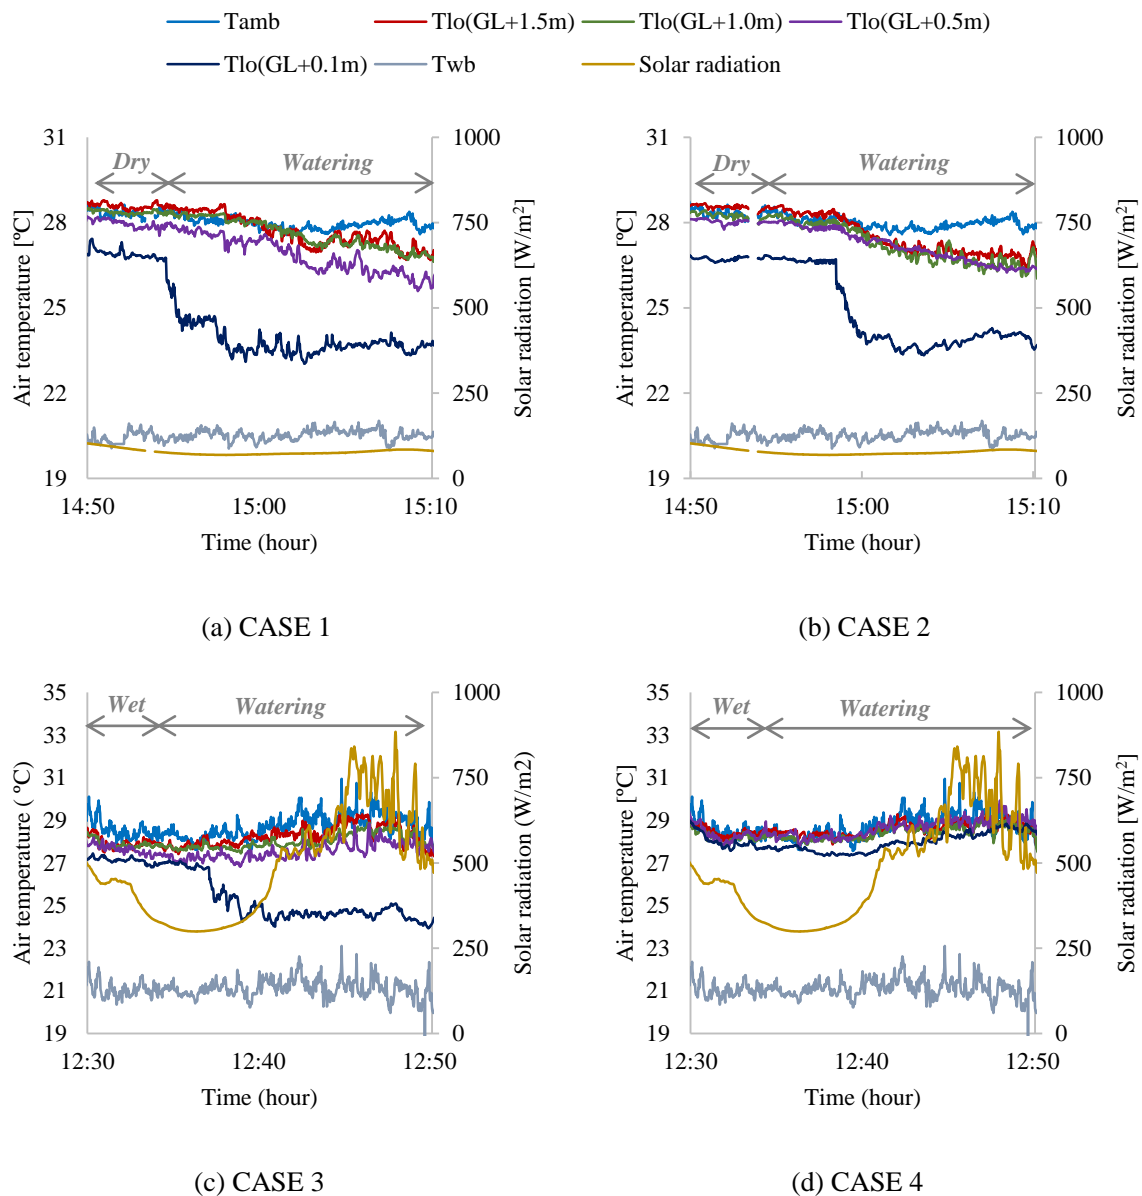 Tamb Tlo(GL+1.5m) Tlo(GL+1.0m) Tlo(GL+0.5m)
Tlo(GL+0.1m) Twb Solar radiation
31
28
25
22
19
Air temperature [ºC]
1000
750
500
250
0
Solar radiation [W/m²]
Dry
Watering
14:50 15:00 15:10
Time (hour)
(a) CASE 1
31
28
25
22
19
Air temperature [ºC]
1000
750
500
250
0
Solar radiation [W/m²]
Dry
Watering
14:50 15:00 15:10
Time (hour)
(b) CASE 2
35
33
31
29
27
25
23
21
19
Air temperature ( ºC)
1000
750
500
250
0
Solar radiation (W/m2)
Wet
Watering
12:30 12:40 12:50
Time (hour)
(c) CASE 3
35
33
31
29
27
25
23
21
19
Air temperature [ºC]
1000
750
500
250
0
Solar radiation [W/m²]
Wet
Watering
12:30 12:40 12:50
Time (hour)
(d) CASE 4